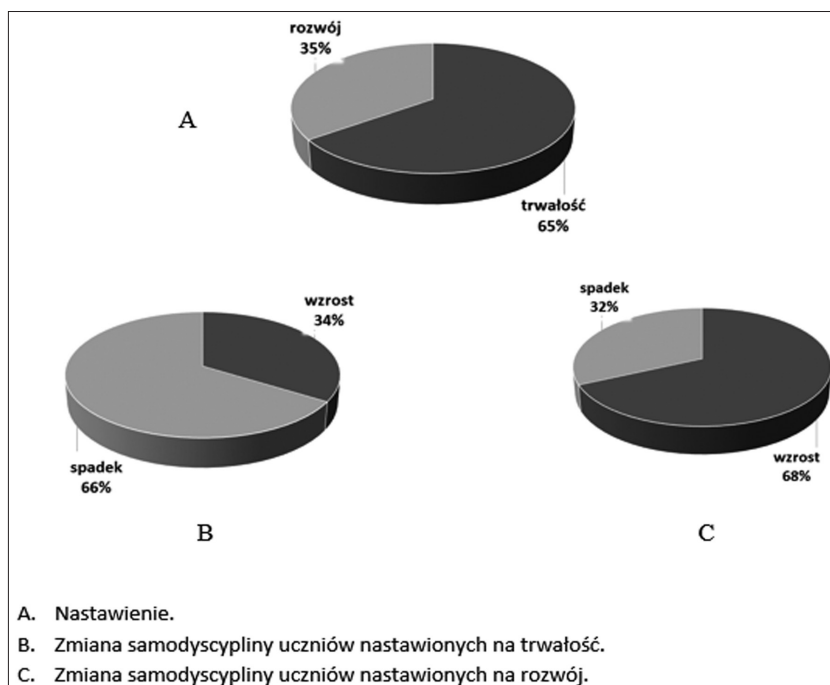 rozwój
35%
A
trwałość
65%
wzrost
34%
spadek
66%
B
spadek
32%
wzrost
68%
C
A. Nastawienie.
B. Zmiana samodyscypliny uczniów nastawionych na trwałość.
C. Zmiana samodyscypliny uczniów nastawionych na rozwój.